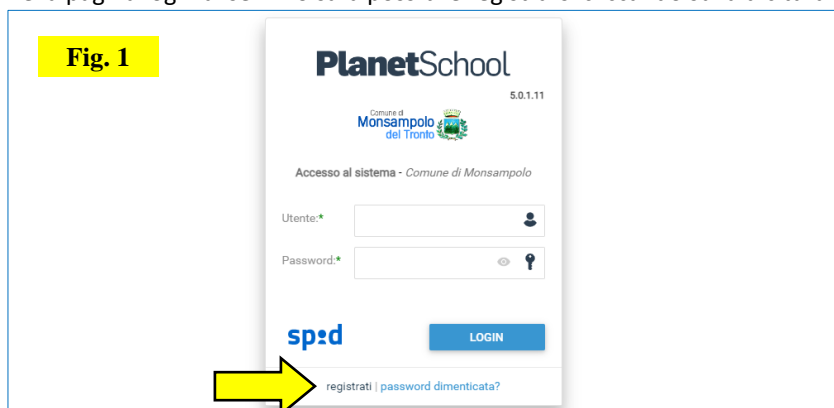 Fig. 1
PlanetSchool
5.0.1.11
Comune di
Monsampolo
del Tronto
Accesso al sistema - Comune di Monsampolo
Utente:*
Password:*
sp:d
LOGIN
registrati | password dimenticata?